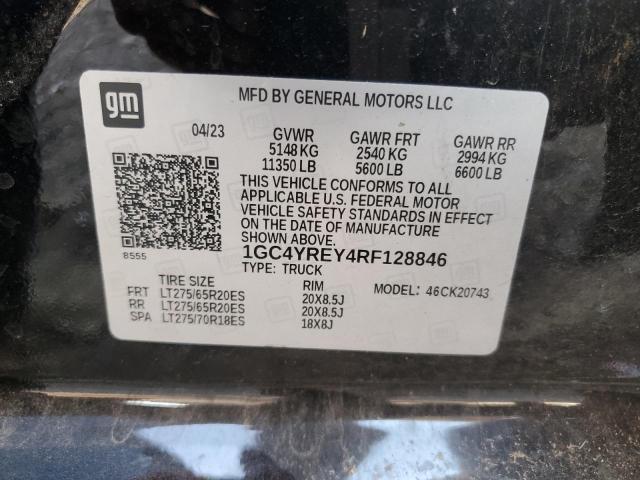 gm
MFD BY GENERAL MOTORS LLC
04/23 GVWR GAWR FRT GAWR RR
5148 KG 2540 KG 2994 KG
11350 LB 5600 LB 6600 LB
THIS VEHICLE CONFORMS TO ALL
APPLICABLE U.S. FEDERAL MOTOR
VEHICLE SAFETY STANDARDS IN EFFECT
ON THE DATE OF MANUFACTURE
SHOWN ABOVE.
8555 1GC4YREY4RF128846
TYPE: TRUCK
TIRE SIZE RIM MODEL: 46CK20743
FRT LT275/65R20ES 20X8.5J
RR LT275/65R20ES 20X8.5J
SPA LT275/70R18ES 18X8J